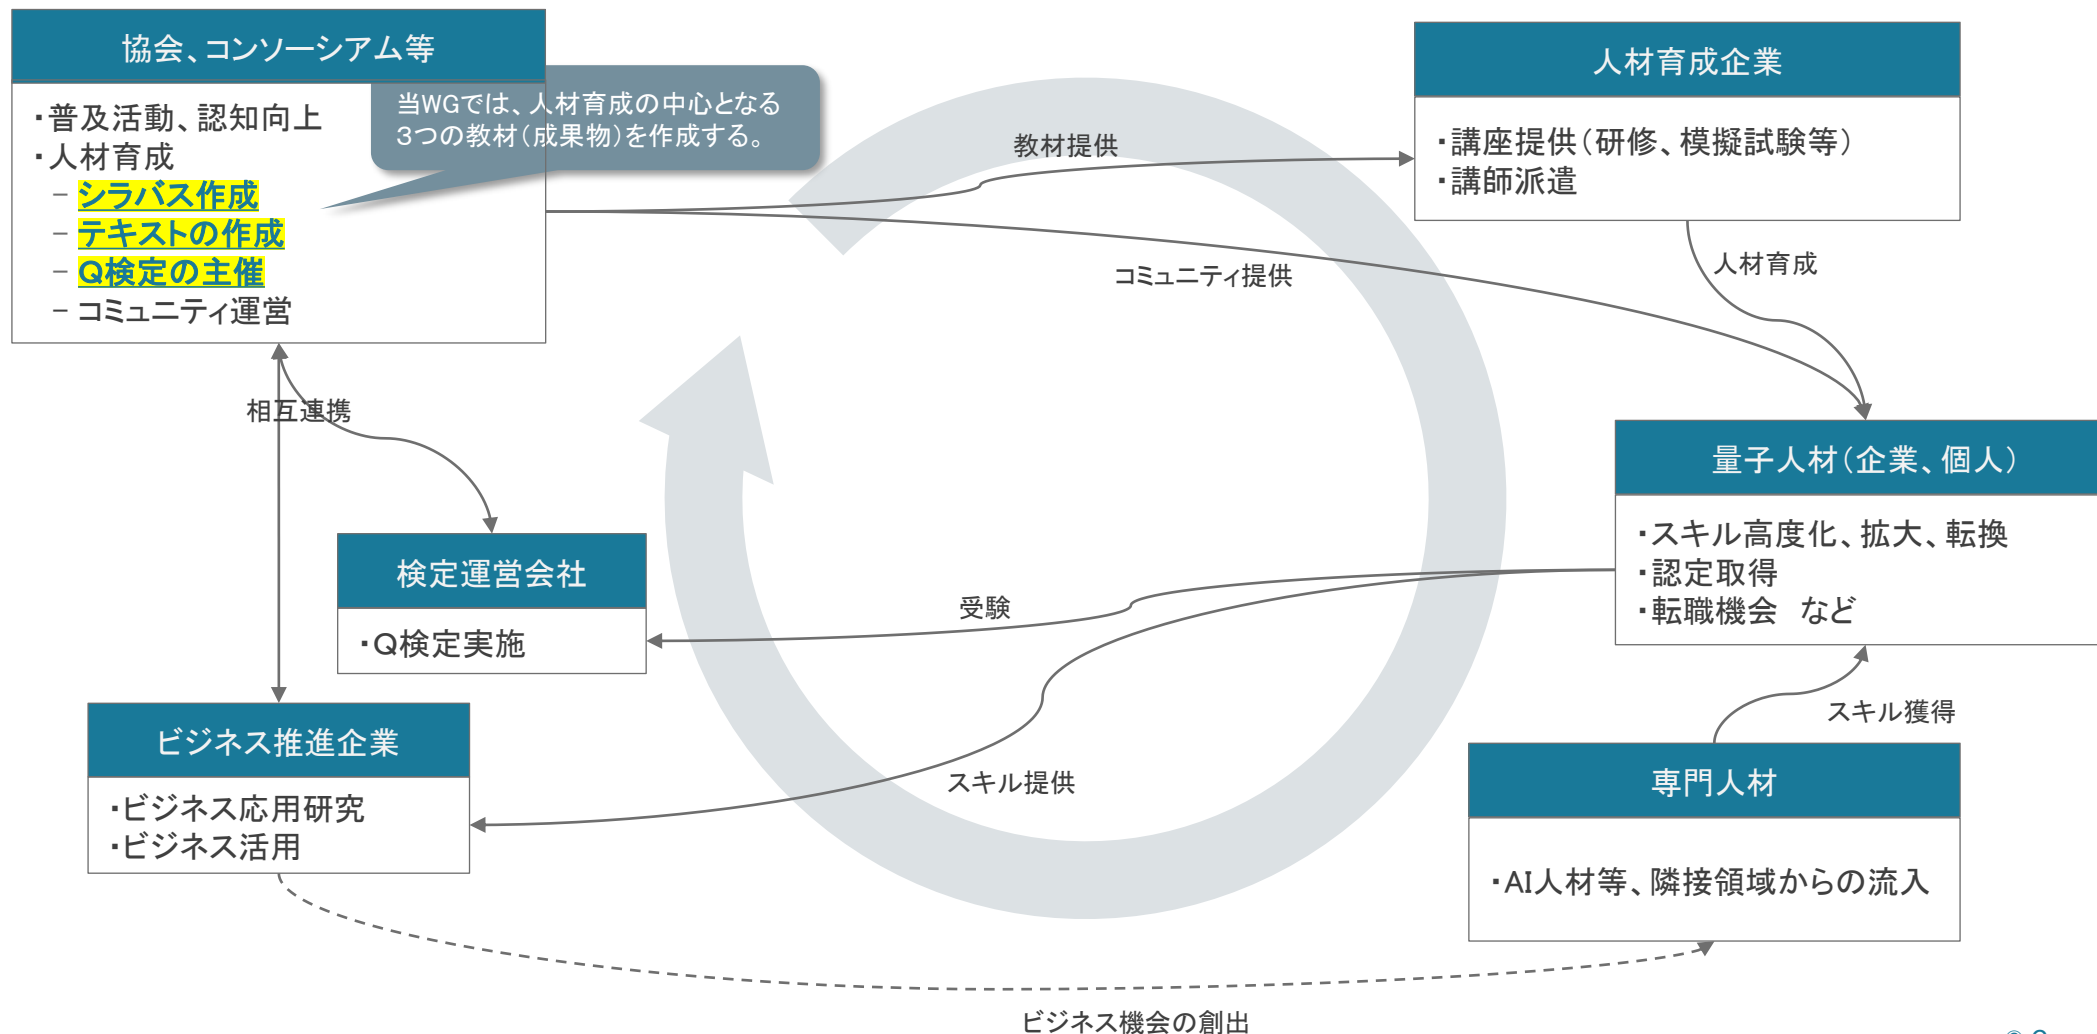 協会、コンソーシアム等
・普及活動、認知向上
・人材育成
– シラバス作成
– テキストの作成
– Q検定の主催
– コミュニティ運営
当WGでは、人材育成の中心となる
3つの教材(成果物)を作成する。
教材提供
コミュニティ提供
人材育成企業
・講座提供(研修、模擬試験等)
・講師派遣
人材育成
相互連携
量子人材(企業、個人)
・スキル高度化、拡大、転換
・認定取得
・転職機会　など
検定運営会社
・Q検定実施
受験
スキル獲得
ビジネス推進企業
・ビジネス応用研究
・ビジネス活用
スキル提供
専門人材
・AI人材等、隣接領域からの流入
ビジネス機会の創出